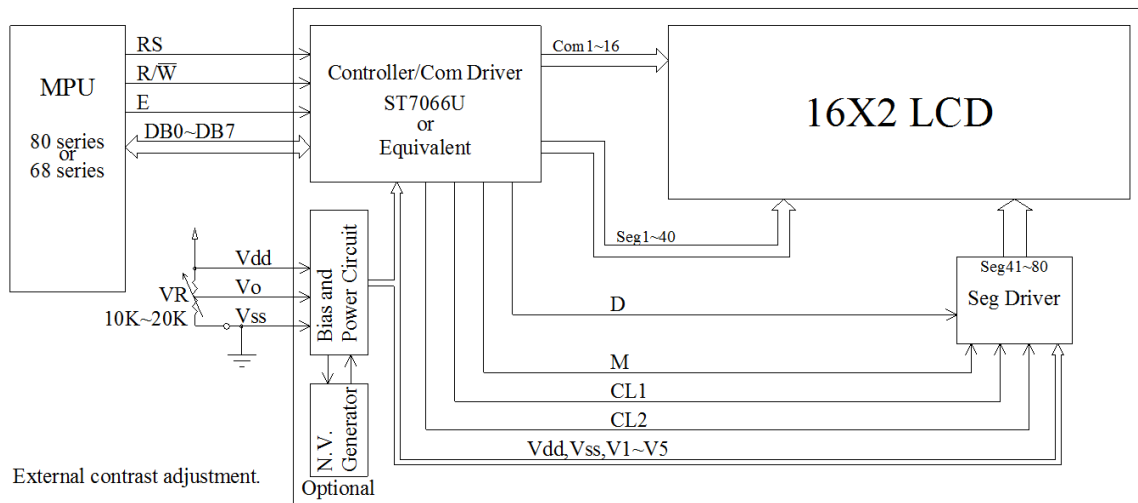 MPU
80 series
or
68 series
RS
R/W̅
E
DB0~DB7
Controller/Com Driver
ST7066U
or
Equivalent
Com1~16
16X2 LCD
Seg1~40
Seg41~80
Seg Driver
Vdd
Vo
Vss
VR
10K~20K
Bias and
Power Circuit
N.V.
Generator
Optional
D
M
CL1
CL2
Vdd,Vss,V1~V5
External contrast adjustment.